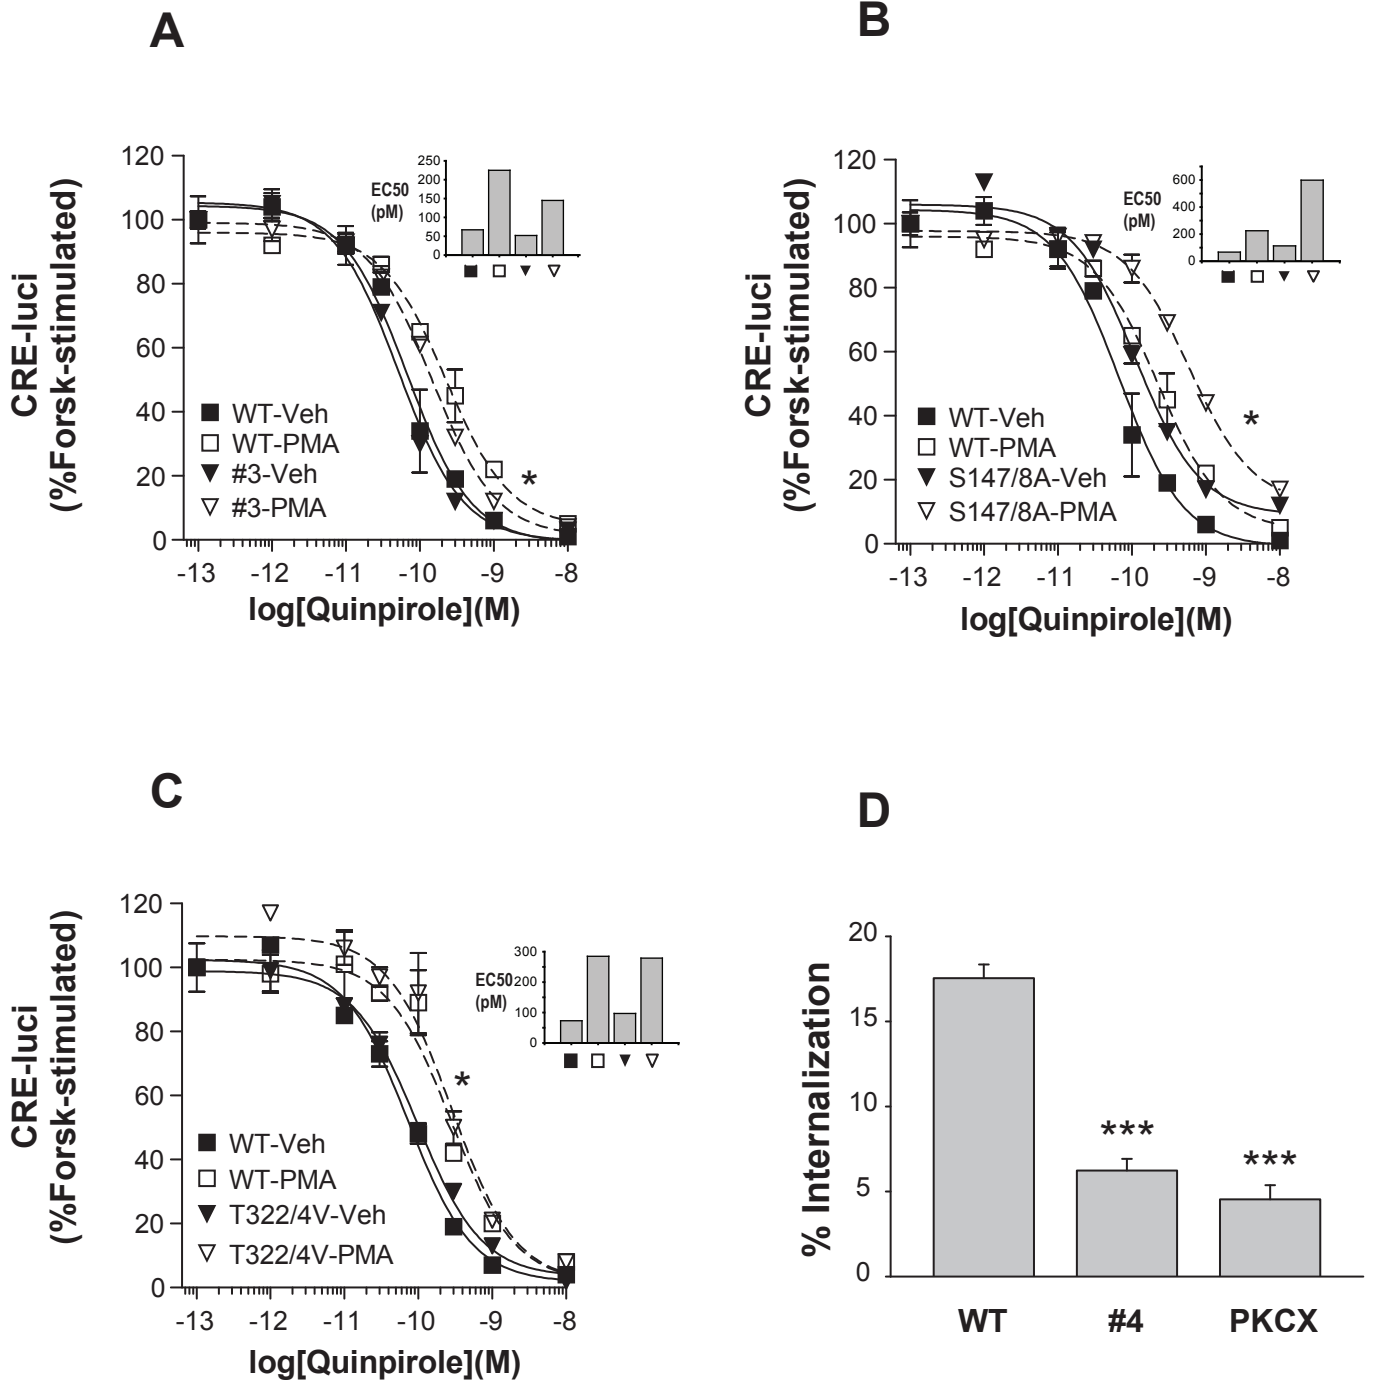 A
CRE-luci
(%Forsk-stimulated)
120
100
80
60
40
20
0
-13
-12
-11
-10
-9
-8
log[Quinpirole](M)
WT-Veh
WT-PMA
#3-Veh
#3-PMA
*
EC50
(pM)
250
200
150
100
50
0
B
CRE-luci
(%Forsk-stimulated)
120
100
80
60
40
20
0
-13
-12
-11
-10
-9
-8
log[Quinpirole](M)
WT-Veh
WT-PMA
S147/8A-Veh
S147/8A-PMA
*
EC50
(pM)
600
400
200
0
C
CRE-luci
(%Forsk-stimulated)
120
100
80
60
40
20
0
-13
-12
-11
-10
-9
-8
log[Quinpirole](M)
WT-Veh
WT-PMA
T322/4V-Veh
T322/4V-PMA
*
EC50
(pM)
300
200
100
0
D
% Internalization
20
15
10
5
0
***
***
WT
#4
PKCX